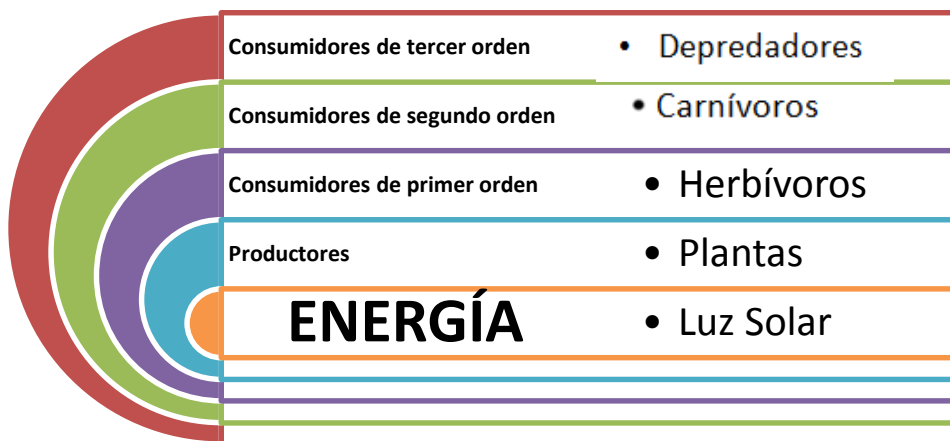 Consumidores de tercer orden • Depredadores
Consumidores de segundo orden • Carnívoros
Consumidores de primer orden • Herbívoros
Productores • Plantas
ENERGÍA • Luz Solar